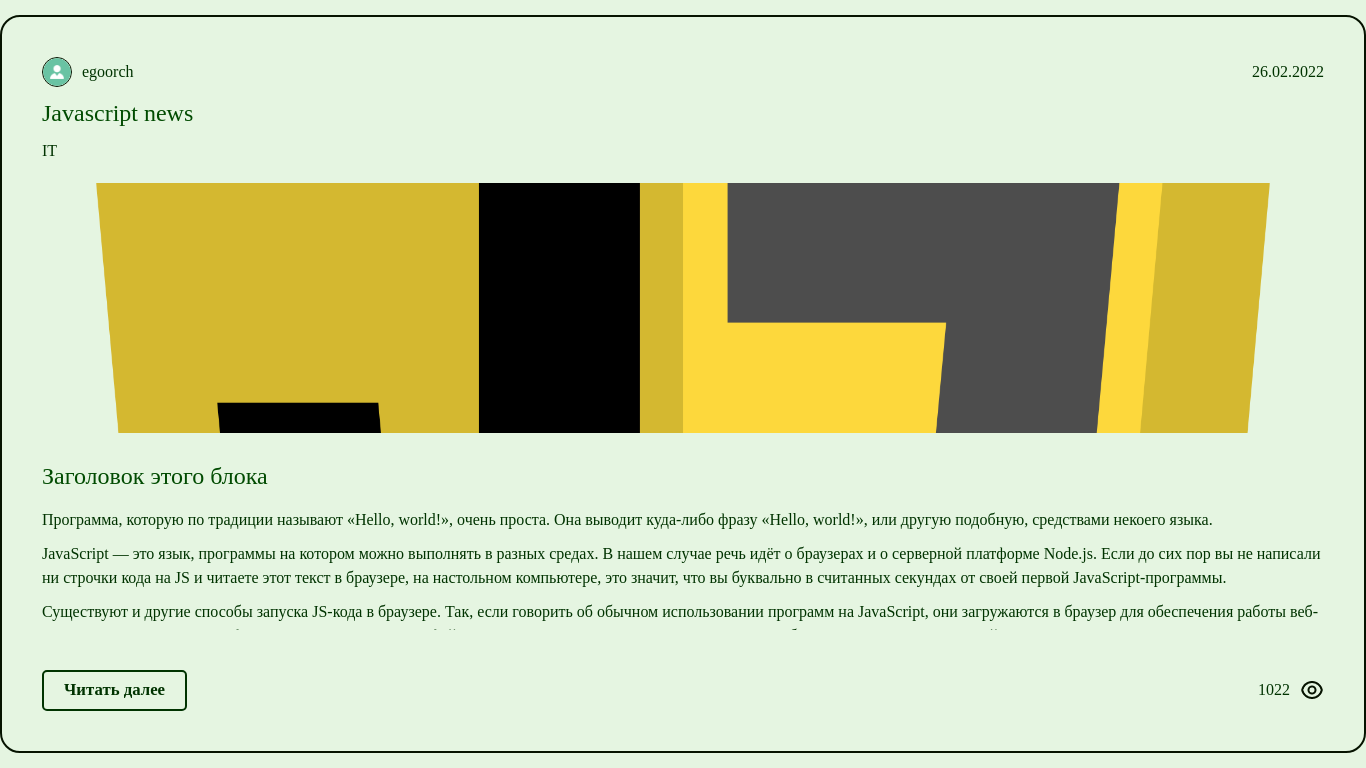 egoorch
26.02.2022
Javascript news
IT
Заголовок этого блока
Программа, которую по традиции называют «Hello, world!», очень проста. Она выводит куда-либо фразу «Hello, world!», или другую подобную, средствами некоего языка.
JavaScript — это язык, программы на котором можно выполнять в разных средах. В нашем случае речь идёт о браузерах и о серверной платформе Node.js. Если до сих пор вы не написали
ни строчки кода на JS и читаете этот текст в браузере, на настольном компьютере, это значит, что вы буквально в считанных секундах от своей первой JavaScript-программы.
Существуют и другие способы запуска JS-кода в браузере. Так, если говорить об обычном использовании программ на JavaScript, они загружаются в браузер для обеспечения работы веб-
Читать далее
1022